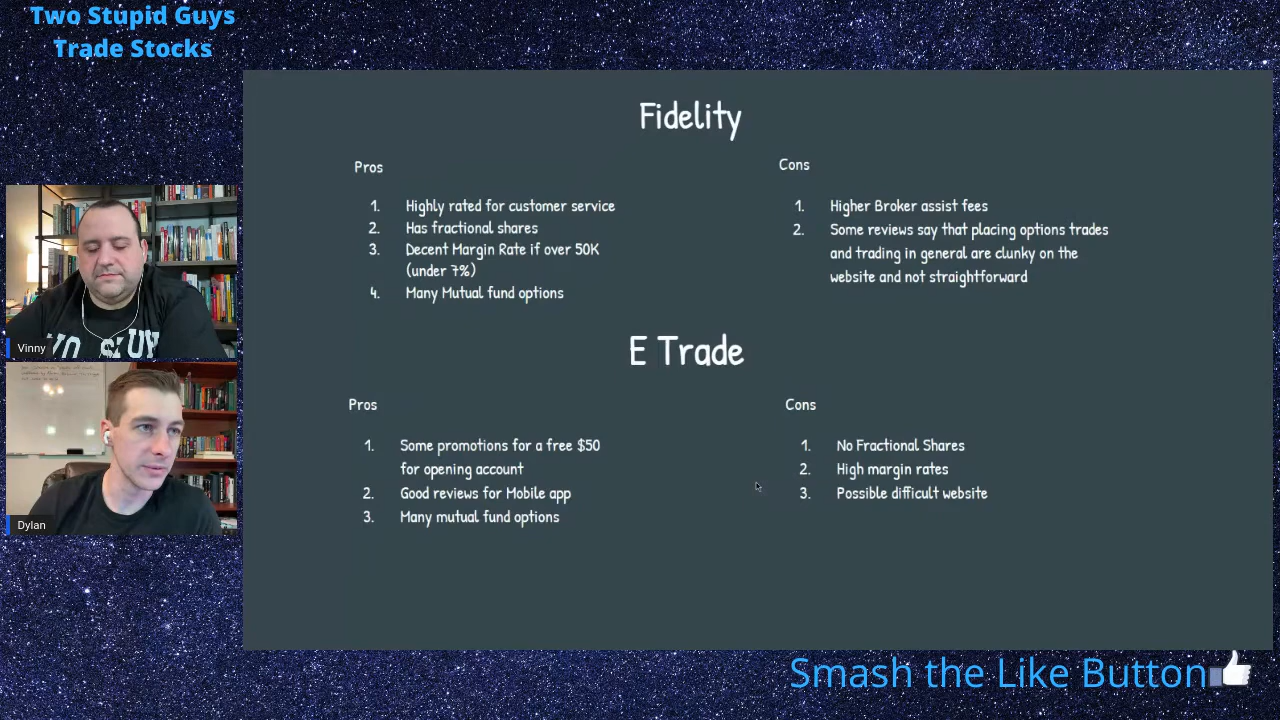 Two Stupid Guys
Trade Stocks
Fidelity
Pros
1. Highly rated for customer service
2. Has fractional shares
3. Decent Margin Rate if over 50K
(under 7%)
4. Many Mutual fund options
Cons
1. Higher Broker assist fees
2. Some reviews say that placing options trades
and trading in general are clunky on the
website and not straightforward
E Trade
Pros
1. Some promotions for a free $50
for opening account
2. Good reviews for Mobile app
3. Many mutual fund options
Cons
1. No Fractional Shares
2. High margin rates
3. Possible difficult website
Vinny
Dylan
Smash the Like Button